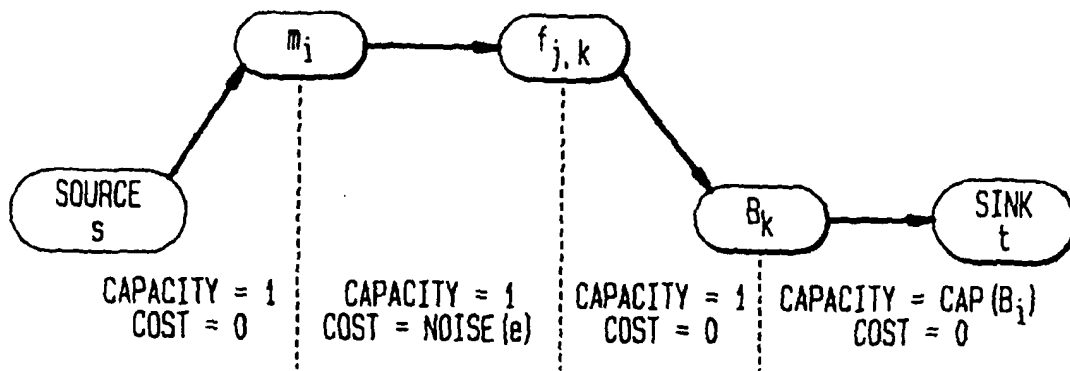 m_i
f_{j,k}
SOURCE
s
B_k
SINK
t
CAPACITY = 1
COST = 0
CAPACITY = 1
COST = NOISE(e)
CAPACITY = 1
COST = 0
CAPACITY = CAP(B_i)
COST = 0